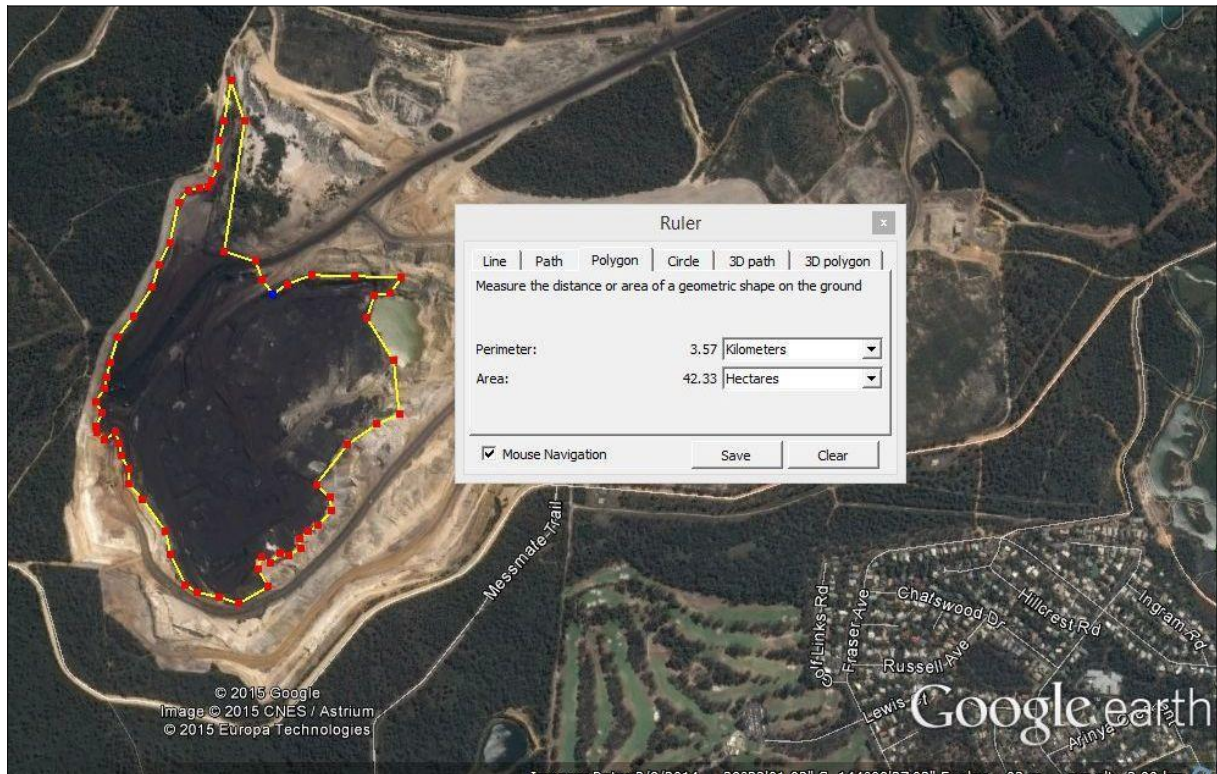 Ruler
x
Line Path Polygon Circle 3D path 3D polygon
Measure the distance or area of a geometric shape on the ground
Perimeter: 3.57 Kilometers
Area: 42.33 Hectares
Mouse Navigation Save Clear
Messmate Trail
olf Links Rd
Fraser Ave
Chatswood Dr
Hillcrest Rd
Ingram Rd
Russell Ave
Lewis Ct
© 2015 Google
Image © 2015 CNES / Astrium
© 2015 Europa Technologies
Google earth